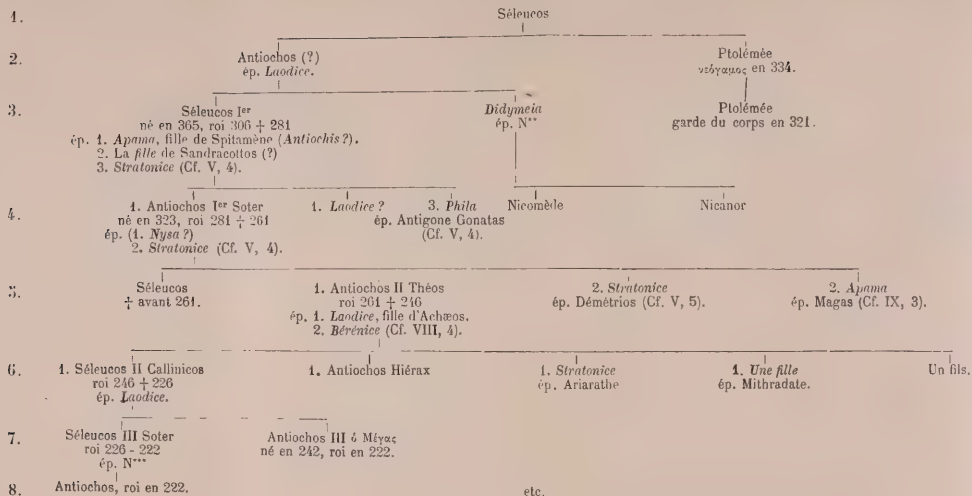 1. Séleucos
2. Antiochos (?) Ptolémée
ép. Laodice. νεόγαμος en 334.
3. Séleucos Ier Didymeia Ptolémée
né en 365, roi 306 + 281 ép. N** garde du corps en 321.
ép. 1. Apama, fille de Spitamène (Antiochis ?).
2. La fille de Sandracottos (?)
3. Stratonice (Cf. V, 4).
4. 1. Antiochos Ier Soter 1. Laodice ? 3. Phila Nicomède Nicanor
né en 323, roi 281 + 261 ép. Antigone Gonatas
ép. (1. Nysa ?) (Cf. V, 4).
2. Stratonice (Cf. V, 4).
5. Séleucos 1. Antiochos II Théos 2. Stratonice 2. Apama
+ avant 261. roi 261 + 246 ép. Démétrios (Cf. V, 5). ép. Magas (Cf. IX, 3).
ép. 1. Laodice, fille d'Achæos.
2. Bérénice (Cf. VIII, 4).
6. 1. Séleucos II Callinicos 1. Antiochos Hiérax 1. Stratonice 1. Une fille Un fils.
roi 246 + 226 ép. Ariarathe ép. Mithradate.
ép. Laodice.
7. Séleucos III Soter Antiochos III ὁ Μέγας
roi 226 - 222 né en 242, roi en 222.
ép. N***
8. Antiochos, roi en 222. etc.